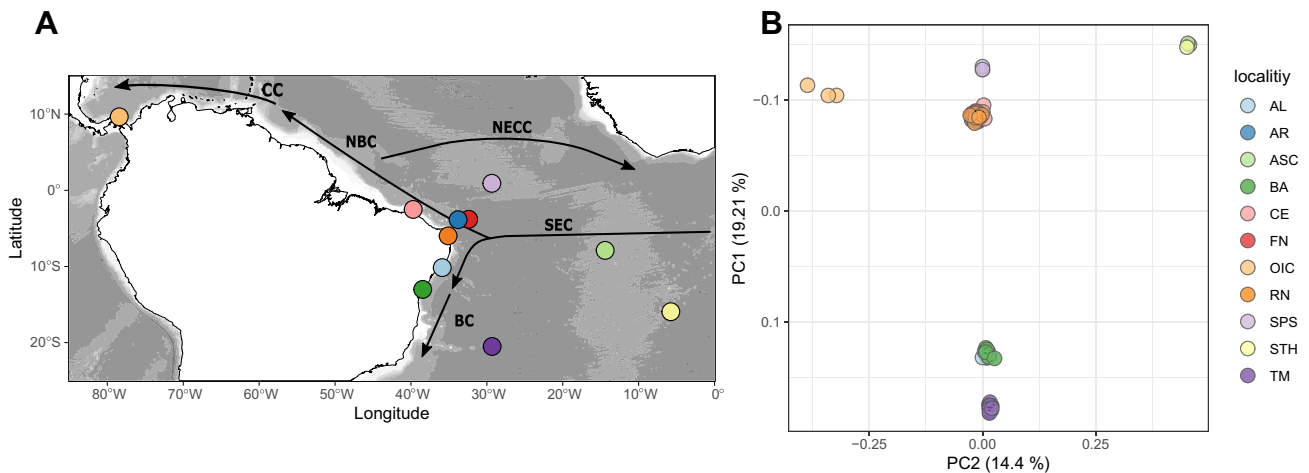 A
CC
NBC
NECC
SEC
BC
10°N
0°
10°S
20°S
Latitude
80°W
70°W
60°W
50°W
40°W
30°W
20°W
10°W
0°
Longitude
B
−0.1
0.0
0.1
PC1 (19.21 %)
−0.25
0.00
0.25
PC2 (14.4 %)
localitiy
AL
AR
ASC
BA
CE
FN
OIC
RN
SPS
STH
TM